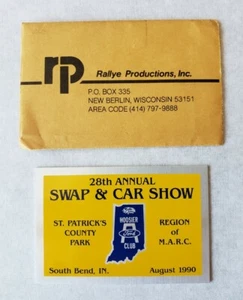 rp
Rallye Productions, Inc.
P.O. BOX 335
NEW BERLIN, WISCONSIN 53151
AREA CODE (414) 797-9888
28th ANNUAL
SWAP & CAR SHOW
ST. PATRICK'S
COUNTY
PARK
HOOSIER
CLUB
REGION
of
M.A.R.C.
South Bend, IN.
August 1990